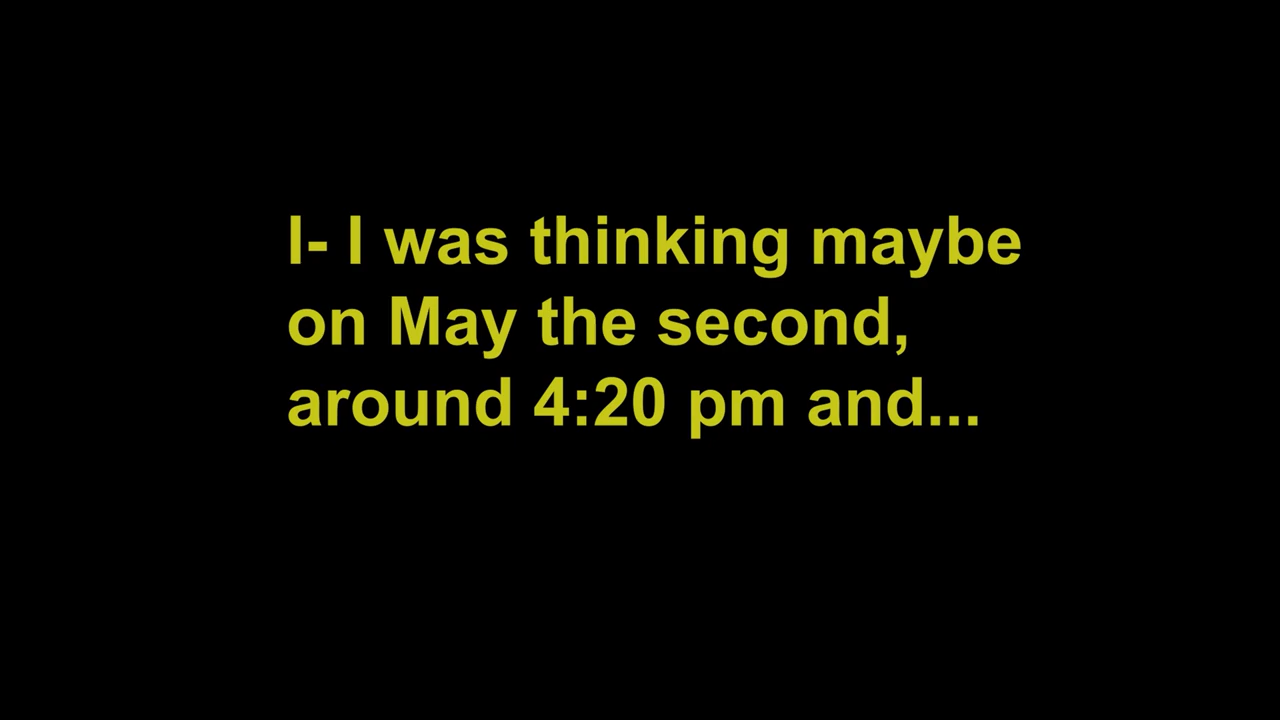 I- I was thinking maybe
on May the second,
around 4:20 pm and...